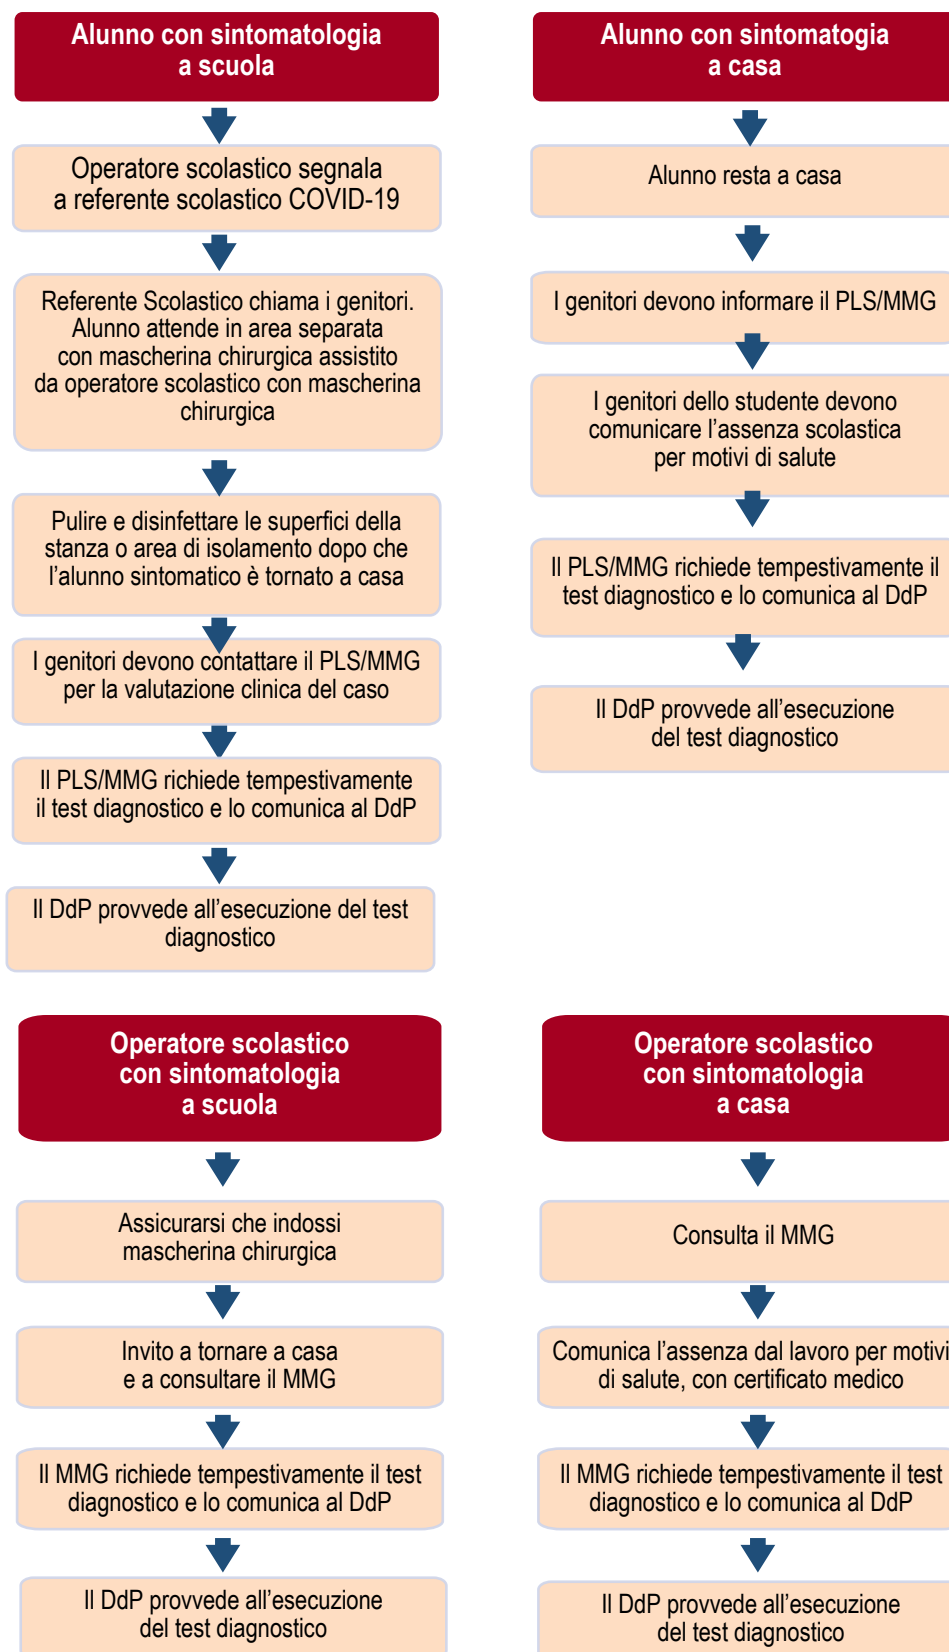 Alunno con sintomatologia
a scuola
Operatore scolastico segnala
a referente scolastico COVID-19
Referente Scolastico chiama i genitori.
Alunno attende in area separata
con mascherina chirurgica assistito
da operatore scolastico con mascherina
chirurgica
Pulire e disinfettare le superfici della
stanza o area di isolamento dopo che
l'alunno sintomatico è tornato a casa
I genitori devono contattare il PLS/MMG
per la valutazione clinica del caso
Il PLS/MMG richiede tempestivamente
il test diagnostico e lo comunica al DdP
Il DdP provvede all'esecuzione del test
diagnostico
Alunno con sintomatogia
a casa
Alunno resta a casa
I genitori devono informare il PLS/MMG
I genitori dello studente devono
comunicare l'assenza scolastica
per motivi di salute
Il PLS/MMG richiede tempestivamente il
test diagnostico e lo comunica al DdP
Il DdP provvede all'esecuzione
del test diagnostico
Operatore scolastico
con sintomatologia
a scuola
Assicurarsi che indossi
mascherina chirurgica
Invito a tornare a casa
e a consultare il MMG
Il MMG richiede tempestivamente il test
diagnostico e lo comunica al DdP
Il DdP provvede all'esecuzione
del test diagnostico
Operatore scolastico
con sintomatologia
a casa
Consulta il MMG
Comunica l'assenza dal lavoro per motivi
di salute, con certificato medico
Il MMG richiede tempestivamente il test
diagnostico e lo comunica al DdP
Il DdP provvede all'esecuzione
del test diagnostico